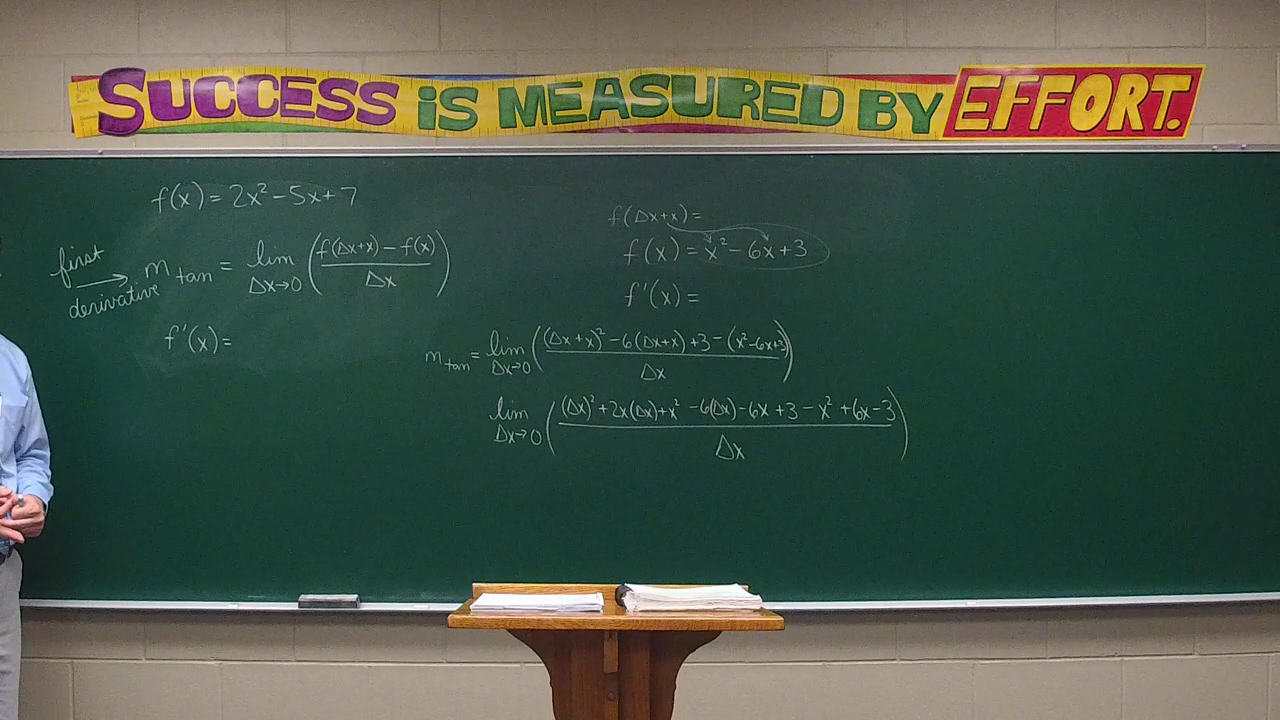 SUCCESS iS MEASURED BY EFFORT.
f(x) = 2x² - 5x + 7
first derivative → m tan = lim Δx→0 ( f(Δx+x) - f(x) / Δx )
f'(x) =
f(Δx+x) =
f(x) = x² - 6x + 3
f'(x) =
m tan = lim Δx→0 ( (Δx+x)² - 6(Δx+x) + 3 - (x²-6x+3) / Δx )
lim Δx→0 ( (Δx)² + 2x(Δx) + x² - 6(Δx) - 6x + 3 - x² + 6x - 3 / Δx )